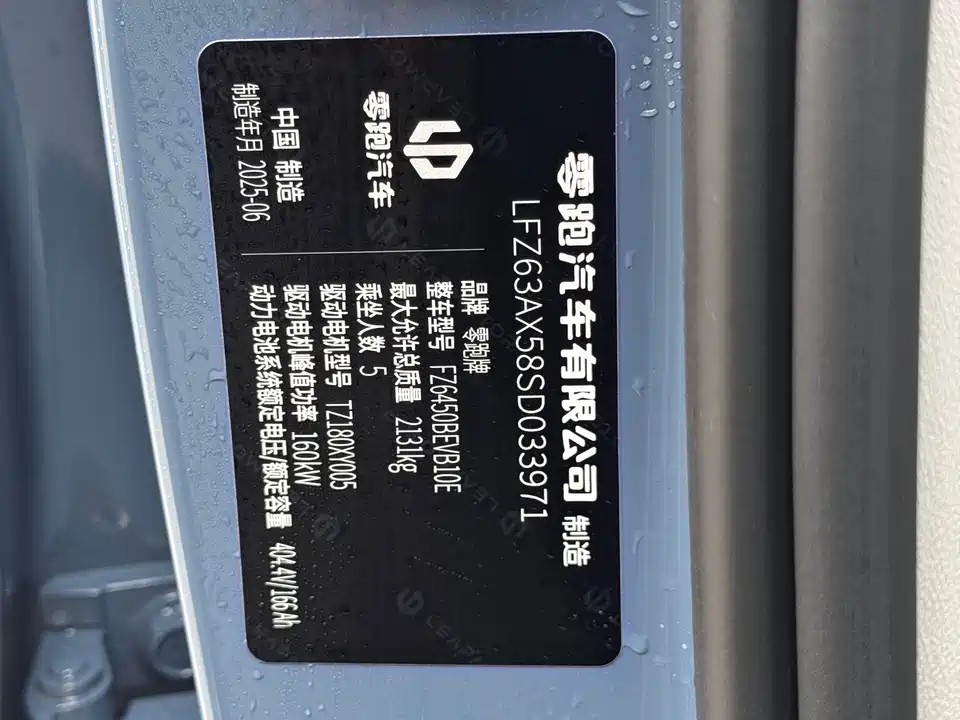 零跑汽车有限公司 制造
LFZ63AX58SD033971
零跑汽车
中国 制造
制造年月 2025-06
品牌 零跑牌
整车型号 FZ6450BEVB10E
最大允许总质量 2131kg
乘坐人数 5
驱动电机型号 TZ180XY005
驱动电机峰值功率 160kW
动力电池系统额定电压/额定容量 404.4V/166Ah